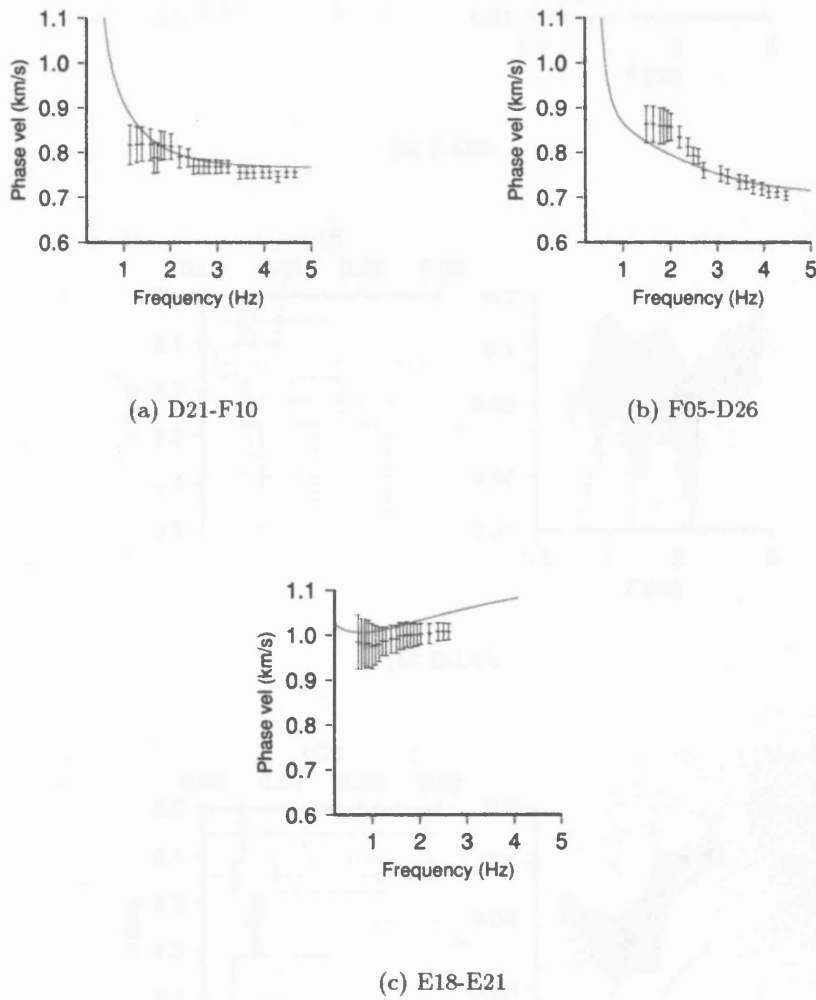 1.1
1.0
0.9
0.8
0.7
0.6
Phase vel (km/s)
1 2 3 4 5
Frequency (Hz)
(a) D21-F10
1.1
1.0
0.9
0.8
0.7
0.6
Phase vel (km/s)
1 2 3 4 5
Frequency (Hz)
(b) F05-D26
1.1
1.0
0.9
0.8
0.7
0.6
Phase vel (km/s)
1 2 3 4 5
Frequency (Hz)
(c) E18-E21